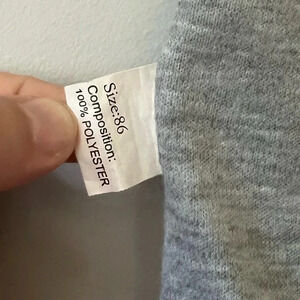 Size:86
Composition:
100% POLYESTER